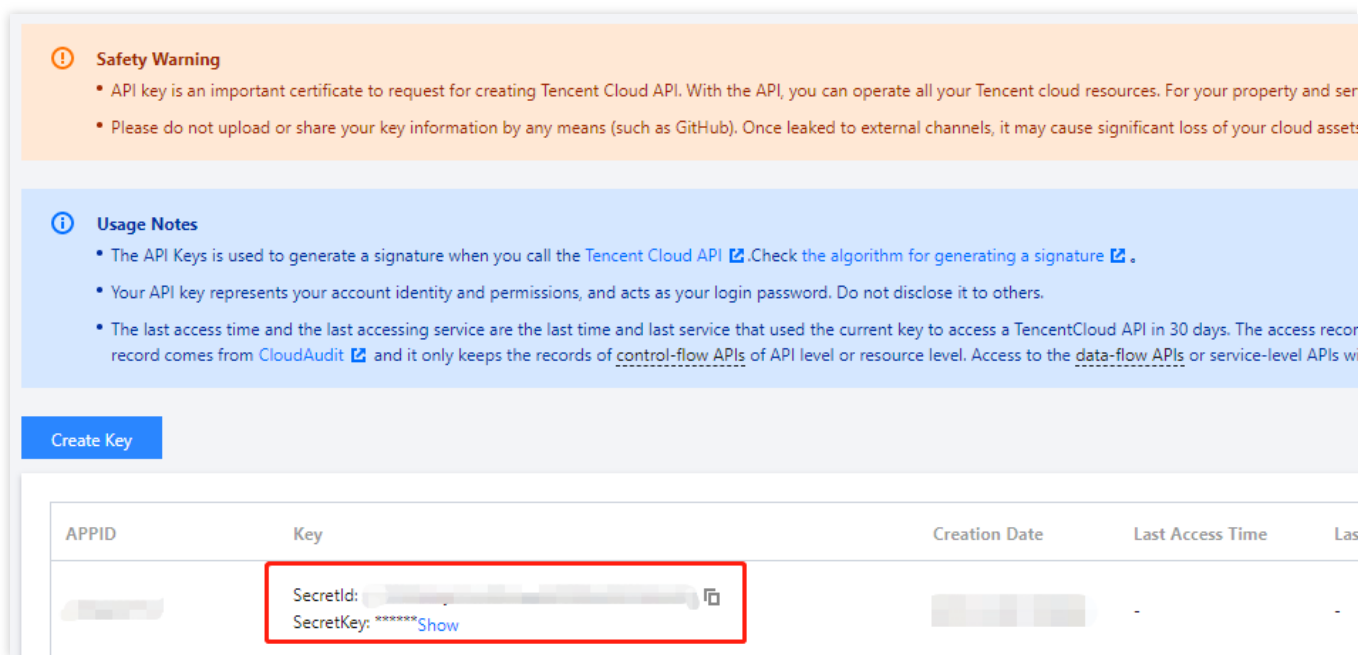 Safety Warning
• API key is an important certificate to request for creating Tencent Cloud API. With the API, you can operate all your Tencent cloud resources. For your property and ser
• Please do not upload or share your key information by any means (such as GitHub). Once leaked to external channels, it may cause significant loss of your cloud assets
Usage Notes
• The API Keys is used to generate a signature when you call the Tencent Cloud API .Check the algorithm for generating a signature 。
• Your API key represents your account identity and permissions, and acts as your login password. Do not disclose it to others.
• The last access time and the last accessing service are the last time and last service that used the current key to access a TencentCloud API in 30 days. The access recor
record comes from CloudAudit and it only keeps the records of control-flow APIs of API level or resource level. Access to the data-flow APIs or service-level APIs wi
Create Key
APPID Key Creation Date Last Access Time Las
SecretId:
SecretKey: ******Show
- -